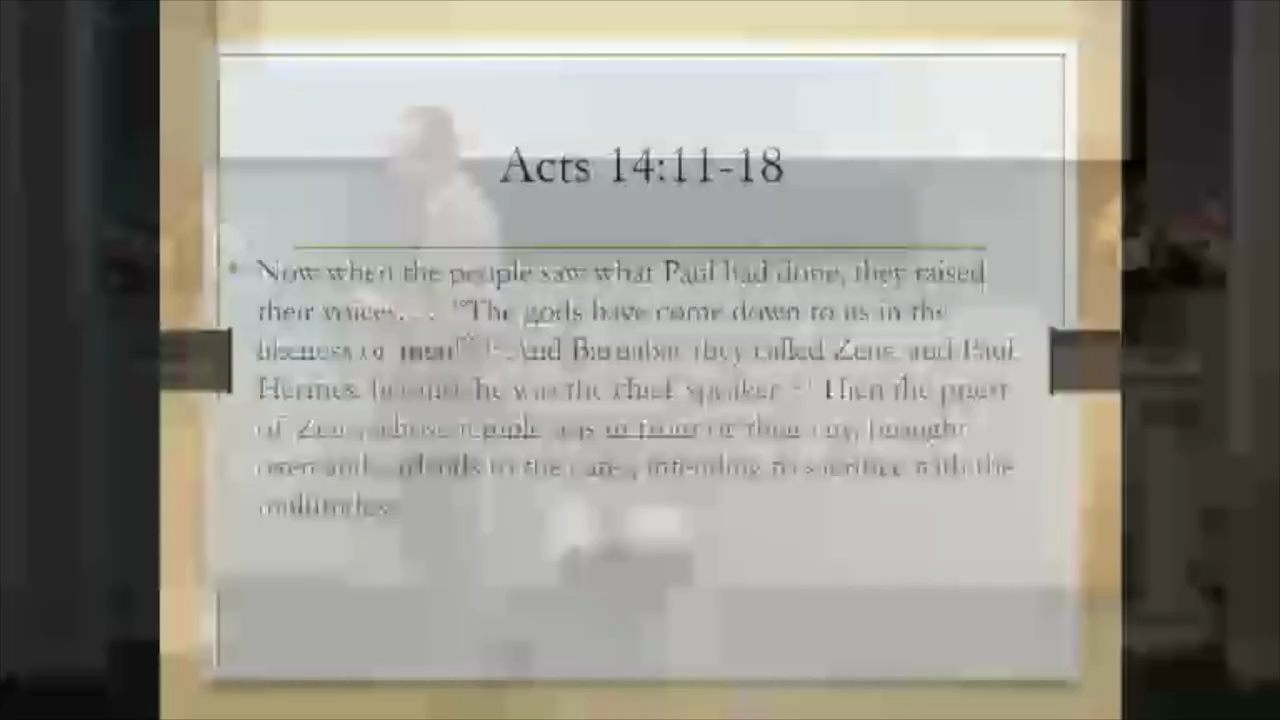 Acts 14:11-18
• Now when the people saw what Paul had done, they raised
their voices, . . . "The gods have come down to us in the
likeness of men!" And Barnabas they called Zeus, and Paul,
Hermes, because he was the chief speaker. Then the priest
of Zeus, whose temple was in front of their city, brought
oxen and garlands to the gates, intending to sacrifice with the
multitudes.